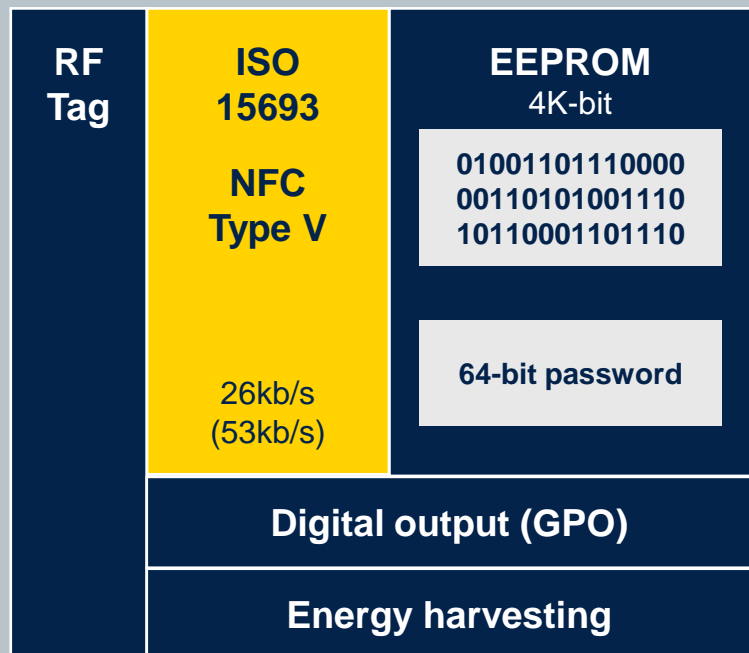 RF
Tag
ISO
15693
NFC
Type V
26kb/s
(53kb/s)
EEPROM
4K-bit
01001101110000
00110101001110
10110001101110
64-bit password
Digital output (GPO)
Energy harvesting